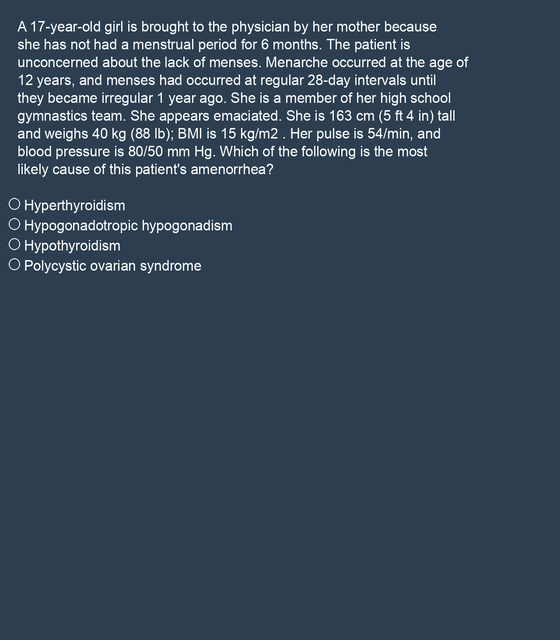 A 17-year-old girl is brought to the physician by her mother because
she has not had a menstrual period for 6 months. The patient is
unconcerned about the lack of menses. Menarche occurred at the age of
12 years, and menses had occurred at regular 28-day intervals until
they became irregular 1 year ago. She is a member of her high school
gymnastics team. She appears emaciated. She is 163 cm (5 ft 4 in) tall
and weighs 40 kg (88 lb); BMI is 15 kg/m2 . Her pulse is 54/min, and
blood pressure is 80/50 mm Hg. Which of the following is the most
likely cause of this patient's amenorrhea?
Hyperthyroidism
Hypogonadotropic hypogonadism
Hypothyroidism
Polycystic ovarian syndrome